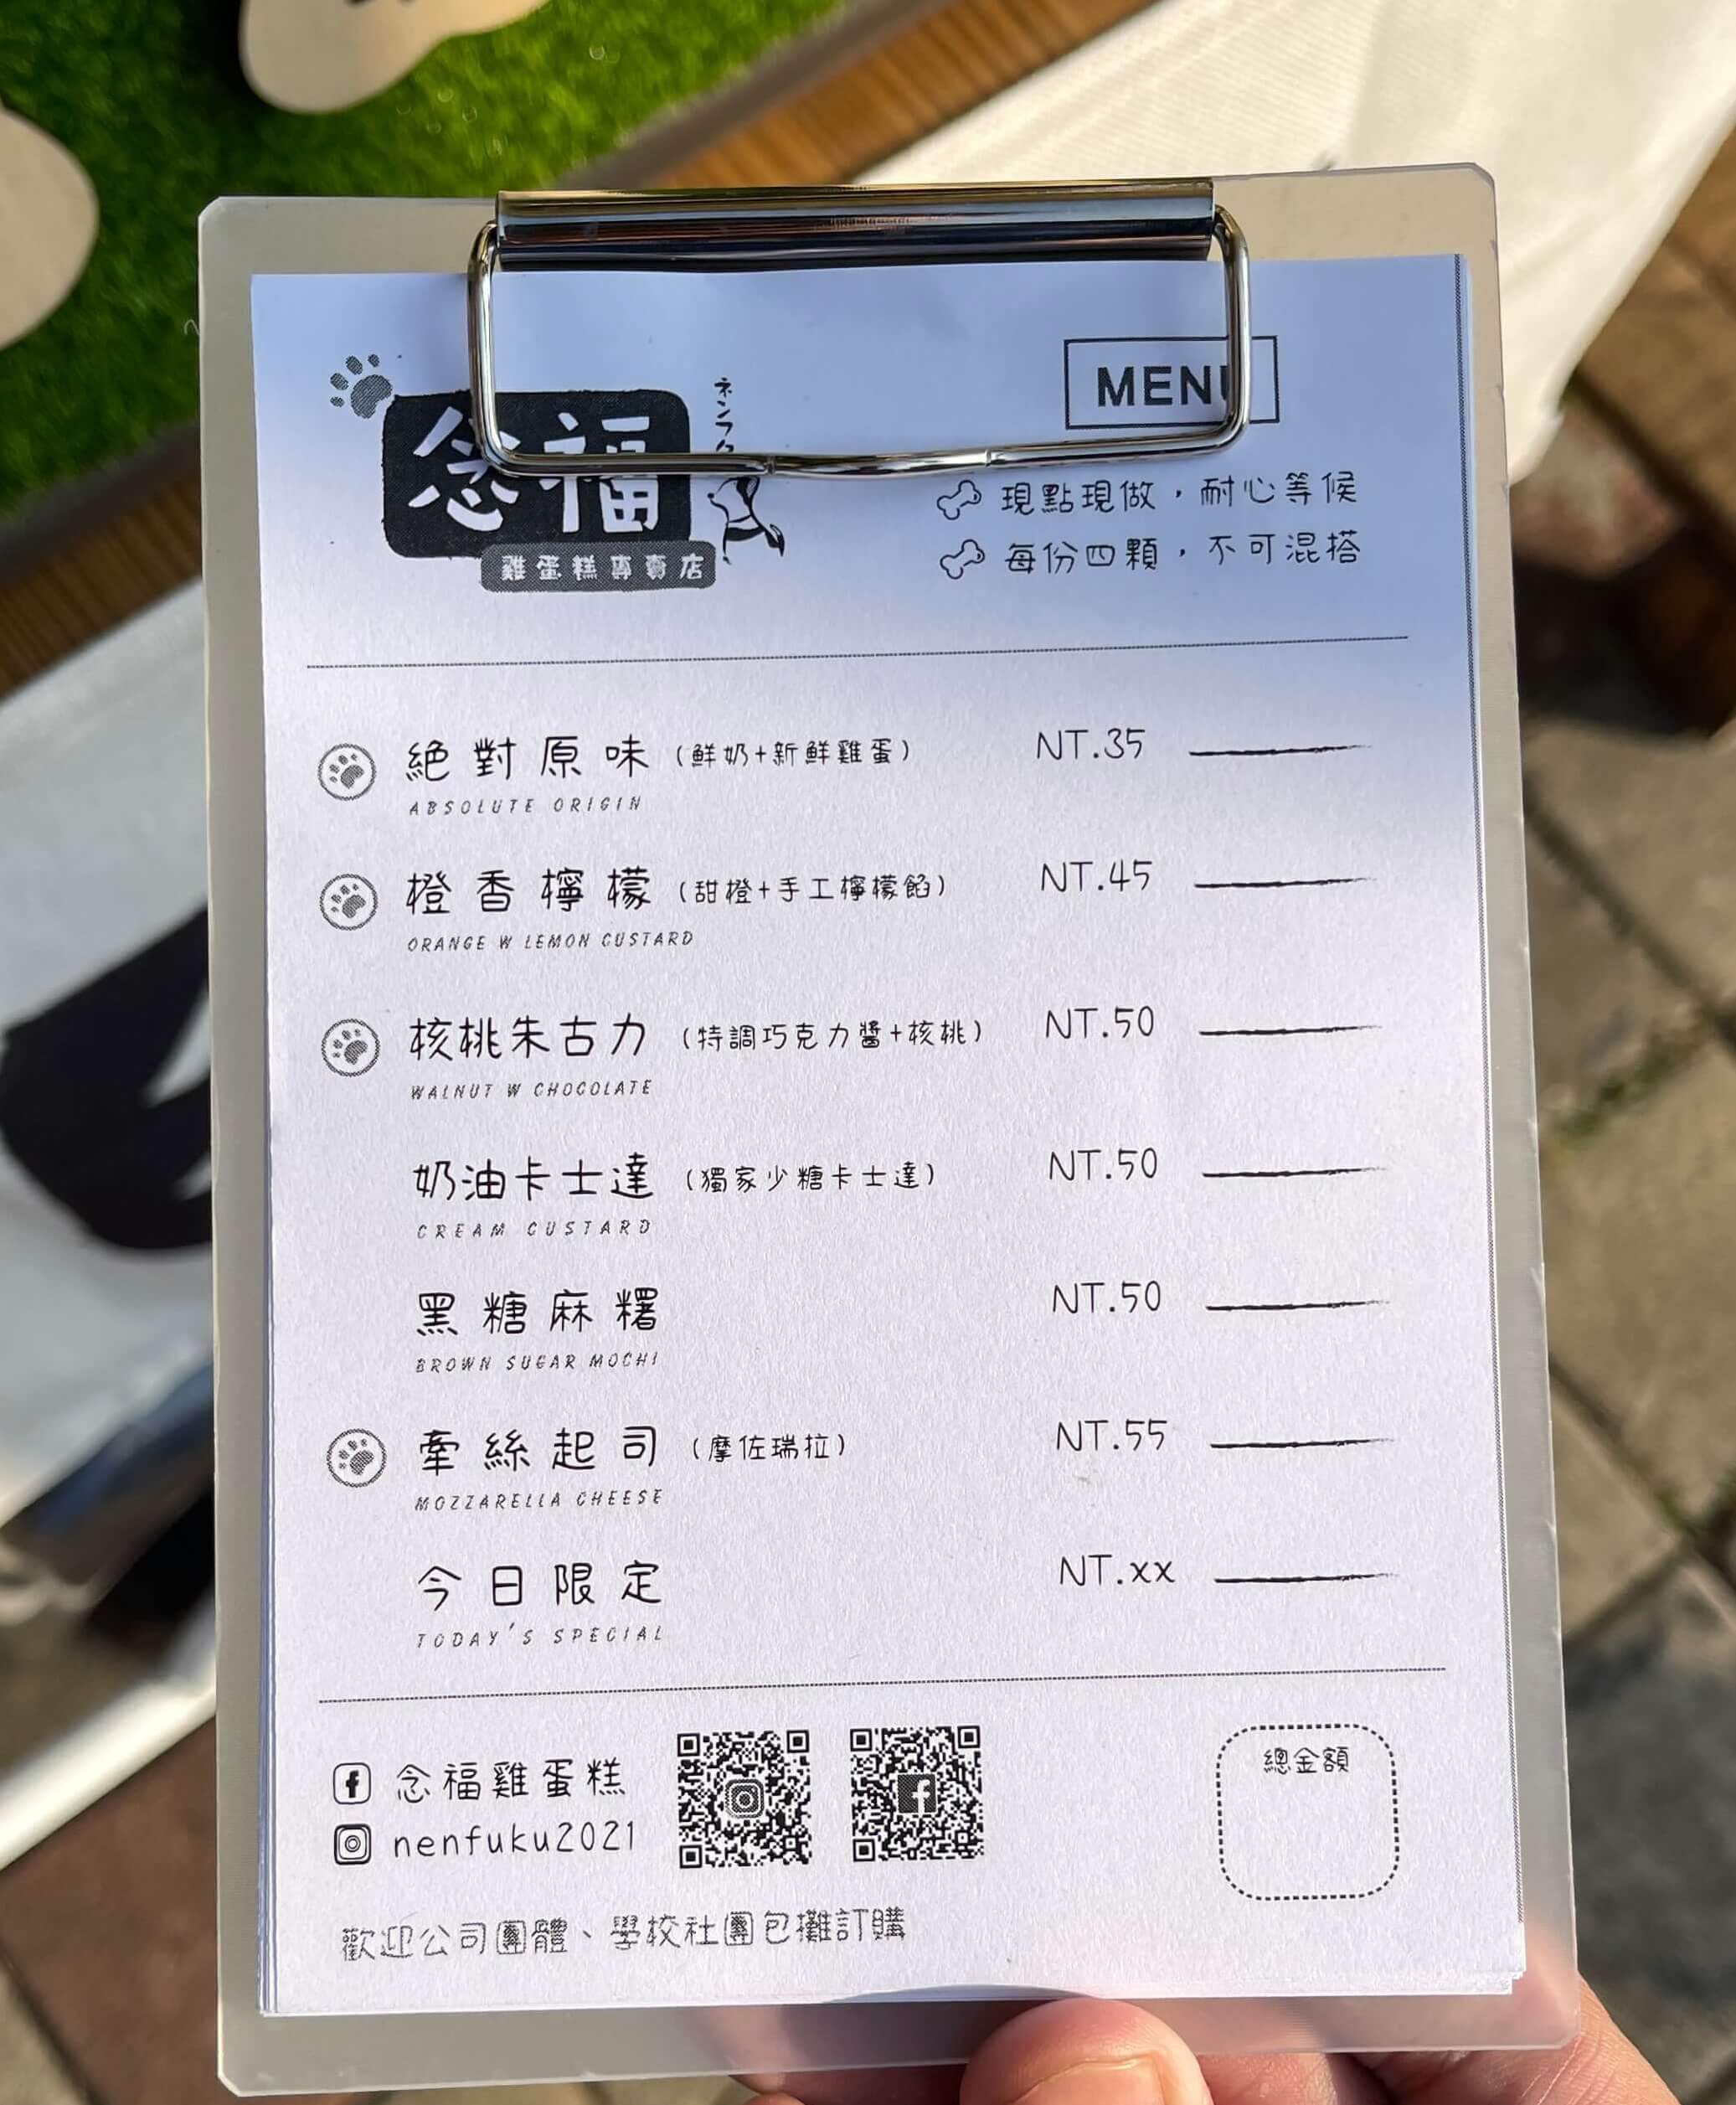 念福
ネンフク
雞蛋糕專賣店
MENU
現點現做，耐心等候
每份四顆，不可混搭
絕對原味（鮮奶+新鮮雞蛋） NT.35
ABSOLUTE ORIGIN
橙香檸檬（甜橙+手工檸檬餡） NT.45
ORANGE W LEMON CUSTARD
核桃朱古力（特調巧克力醬+核桃） NT.50
WALNUT W CHOCOLATE
奶油卡士達（獨家少糖卡士達） NT.50
CREAM CUSTARD
黑糖麻糬 NT.50
BROWN SUGAR MOCHI
牽絲起司（摩佐瑞拉） NT.55
MOZZARELLA CHEESE
今日限定 NT.xx
TODAY'S SPECIAL
念福雞蛋糕
nenfuku2021
總金額
歡迎公司團體、學校社團包攤訂購